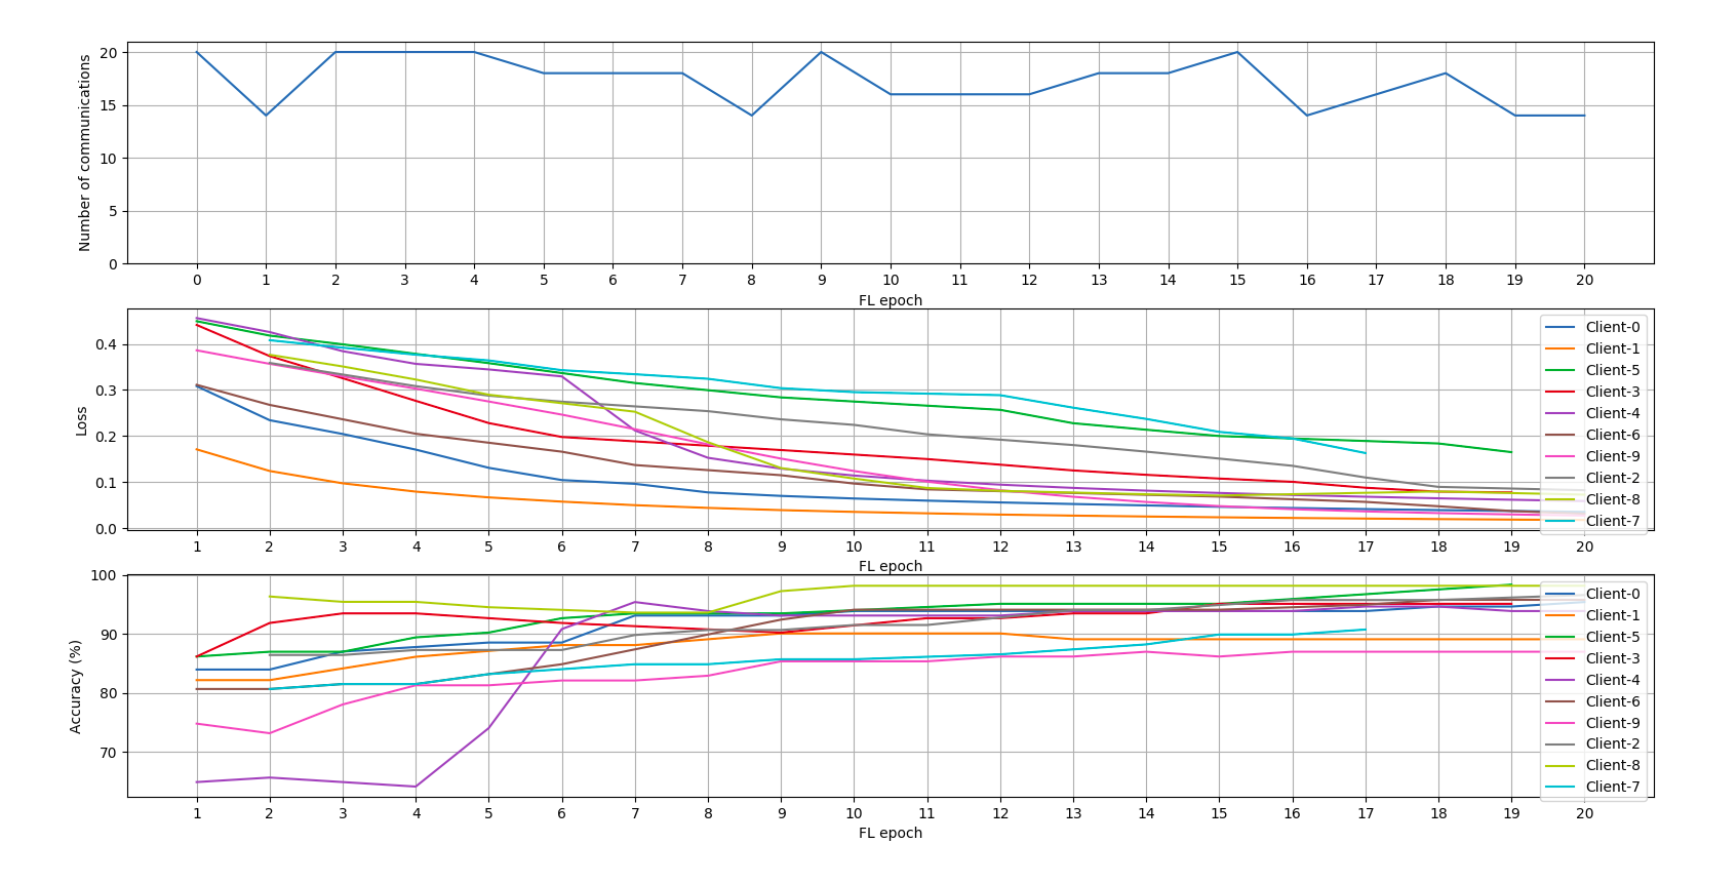 Number of communications
20
15
10
5
0
0 1 2 3 4 5 6 7 8 9 10 11 12 13 14 15 16 17 18 19 20
FL epoch
Loss
0.4
0.3
0.2
0.1
0.0
Client-0
Client-1
Client-5
Client-3
Client-4
Client-6
Client-9
Client-2
Client-8
Client-7
1 2 3 4 5 6 7 8 9 10 11 12 13 14 15 16 17 18 19 20
FL epoch
Accuracy (%)
100
90
80
70
Client-0
Client-1
Client-5
Client-3
Client-4
Client-6
Client-9
Client-2
Client-8
Client-7
1 2 3 4 5 6 7 8 9 10 11 12 13 14 15 16 17 18 19 20
FL epoch